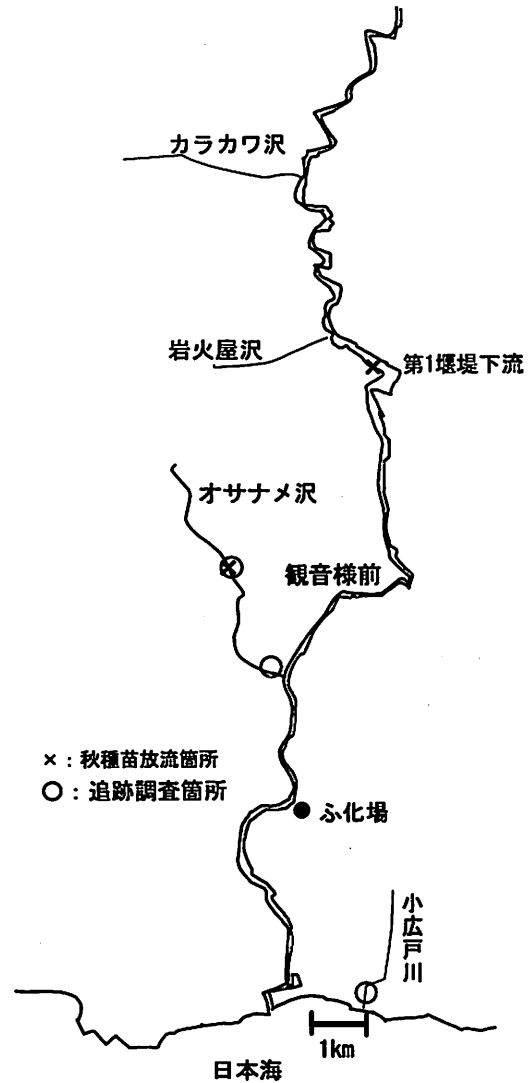 カラカワ沢
岩火屋沢
第1堰堤下流
オサナメ沢
観音様前
×：秋種苗放流箇所
○：追跡調査箇所
ふ化場
小広戸川
1km
日本海